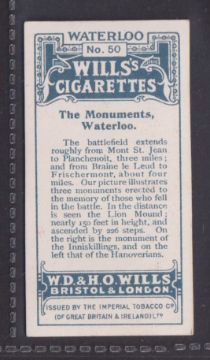 WATERLOO
No. 50
WILLS'S
CIGARETTES
The Monuments,
Waterloo.
The battlefield extends
roughly from Mont St. Jean
to Planchenoit, three miles;
and from Braine le Leud to
Frischermont, about four
miles. Our picture illustrates
three monuments erected to
the memory of those who fell
in the battle. In the distance
is seen the Lion Mound;
nearly 150 feet in height, and
ascended by 226 steps. On
the right is the monument of
the Inniskillings, and on the
left that of the Hanoverians.
W.D. & H.O. WILLS,
BRISTOL & LONDON.
ISSUED BY THE IMPERIAL TOBACCO Co
(OF GREAT BRITAIN & IRELAND) LTD